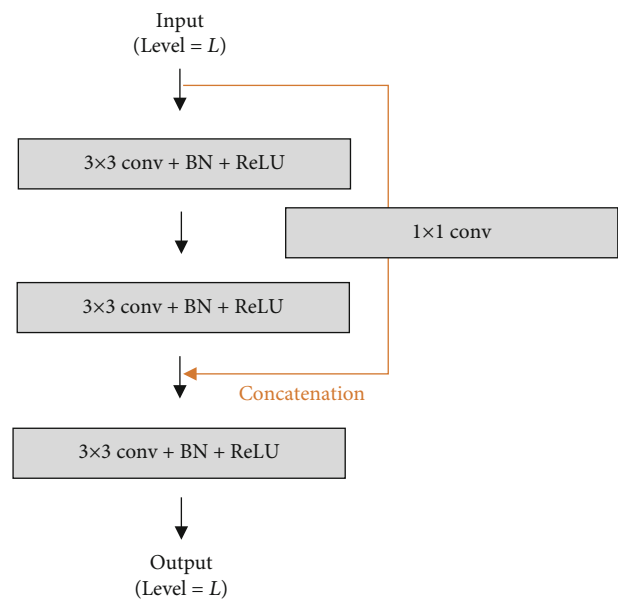 Input
(Level = L)
3×3 conv + BN + ReLU
1×1 conv
3×3 conv + BN + ReLU
Concatenation
3×3 conv + BN + ReLU
Output
(Level = L)